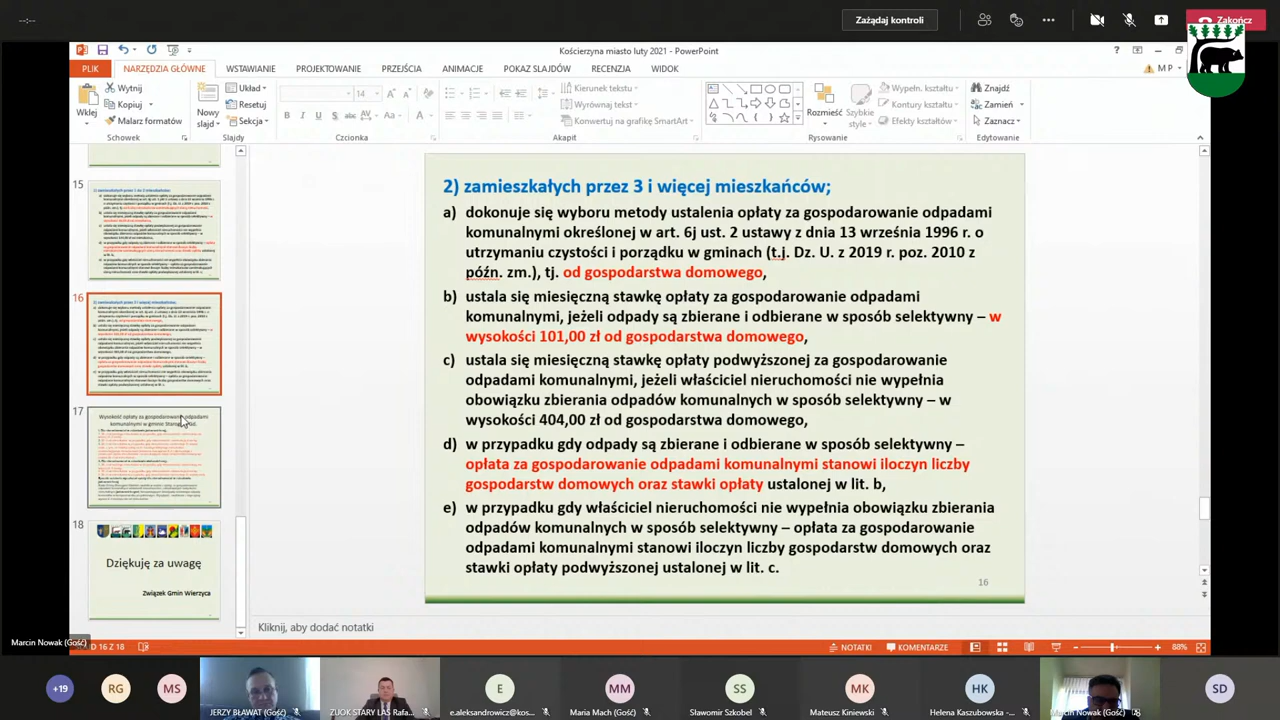 --:--
Zażądaj kontroli
Zakończ
Kościerzyna miasto luty 2021 - PowerPoint
PLIK
NARZĘDZIA GŁÓWNE
WSTAWIANIE
PROJEKTOWANIE
PRZEJŚCIA
ANIMACJE
POKAZ SLAJDÓW
RECENZJA
WIDOK
M P
Wklej
Wytnij
Kopiuj
Malarz formatów
Schowek
Nowy slajd
Układ
Resetuj
Sekcja
Slajdy
14
Czcionka
Kierunek tekstu
Wyrównaj tekst
Konwertuj na grafikę SmartArt
Akapit
Rozmieść
Szybkie style
Wypełn. kształtu
Kontury kształtu
Efekty kształtów
Rysowanie
Znajdź
Zamień
Zaznacz
Edytowanie
15
16
17
Wysokość opłaty za gospodarowanie odpadami
18
Dziękuję za uwagę
Związek Gmin Wierzyca
2) zamieszkałych przez 3 i więcej mieszkańców;
a) dokonuje się wyboru metody ustalenia opłaty za gospodarowanie odpadami
komunalnymi określonej w art. 6j ust. 2 ustawy z dnia 13 września 1996 r. o
utrzymaniu czystości i porządku w gminach (t.j. Dz. U. z 2019 r. poz. 2010 z
późn. zm.), tj. od gospodarstwa domowego,
b) ustala się miesięczną stawkę opłaty za gospodarowanie odpadami
komunalnymi, jeżeli odpady są zbierane i odbierane w sposób selektywny – w
wysokości 102,00 zł od gospodarstwa domowego,
c) ustala się miesięczną stawkę opłaty podwyższonej za gospodarowanie
odpadami komunalnymi, jeżeli właściciel nieruchomości nie wypełnia
obowiązku zbierania odpadów komunalnych w sposób selektywny – w
wysokości 204,00 zł od gospodarstwa domowego,
d) w przypadku gdy odpady są zbierane i odbierane w sposób selektywny –
opłata za gospodarowanie odpadami komunalnymi stanowi iloczyn liczby
gospodarstw domowych oraz stawki opłaty ustalonej w lit. b,
e) w przypadku gdy właściciel nieruchomości nie wypełnia obowiązku zbierania
odpadów komunalnych w sposób selektywny – opłata za gospodarowanie
odpadami komunalnymi stanowi iloczyn liczby gospodarstw domowych oraz
stawki opłaty podwyższonej ustalonej w lit. c.
16
Kliknij, aby dodać notatki
Marcin Nowak (Gość)
D 16 Z 18
NOTATKI
KOMENTARZE
88%
+19
RG
MS
JERZY BŁAWAT (GOŚĆ)
ZUOK STARY LAS Rafa...
E
e.aleksandrowicz@kos...
MM
Maria Mach (Gość)
SS
Sławomir Szkobel
MK
Mateusz Kiniewski
HK
Helena Kaszubowska -...
Marcin Nowak (Gość)
SD